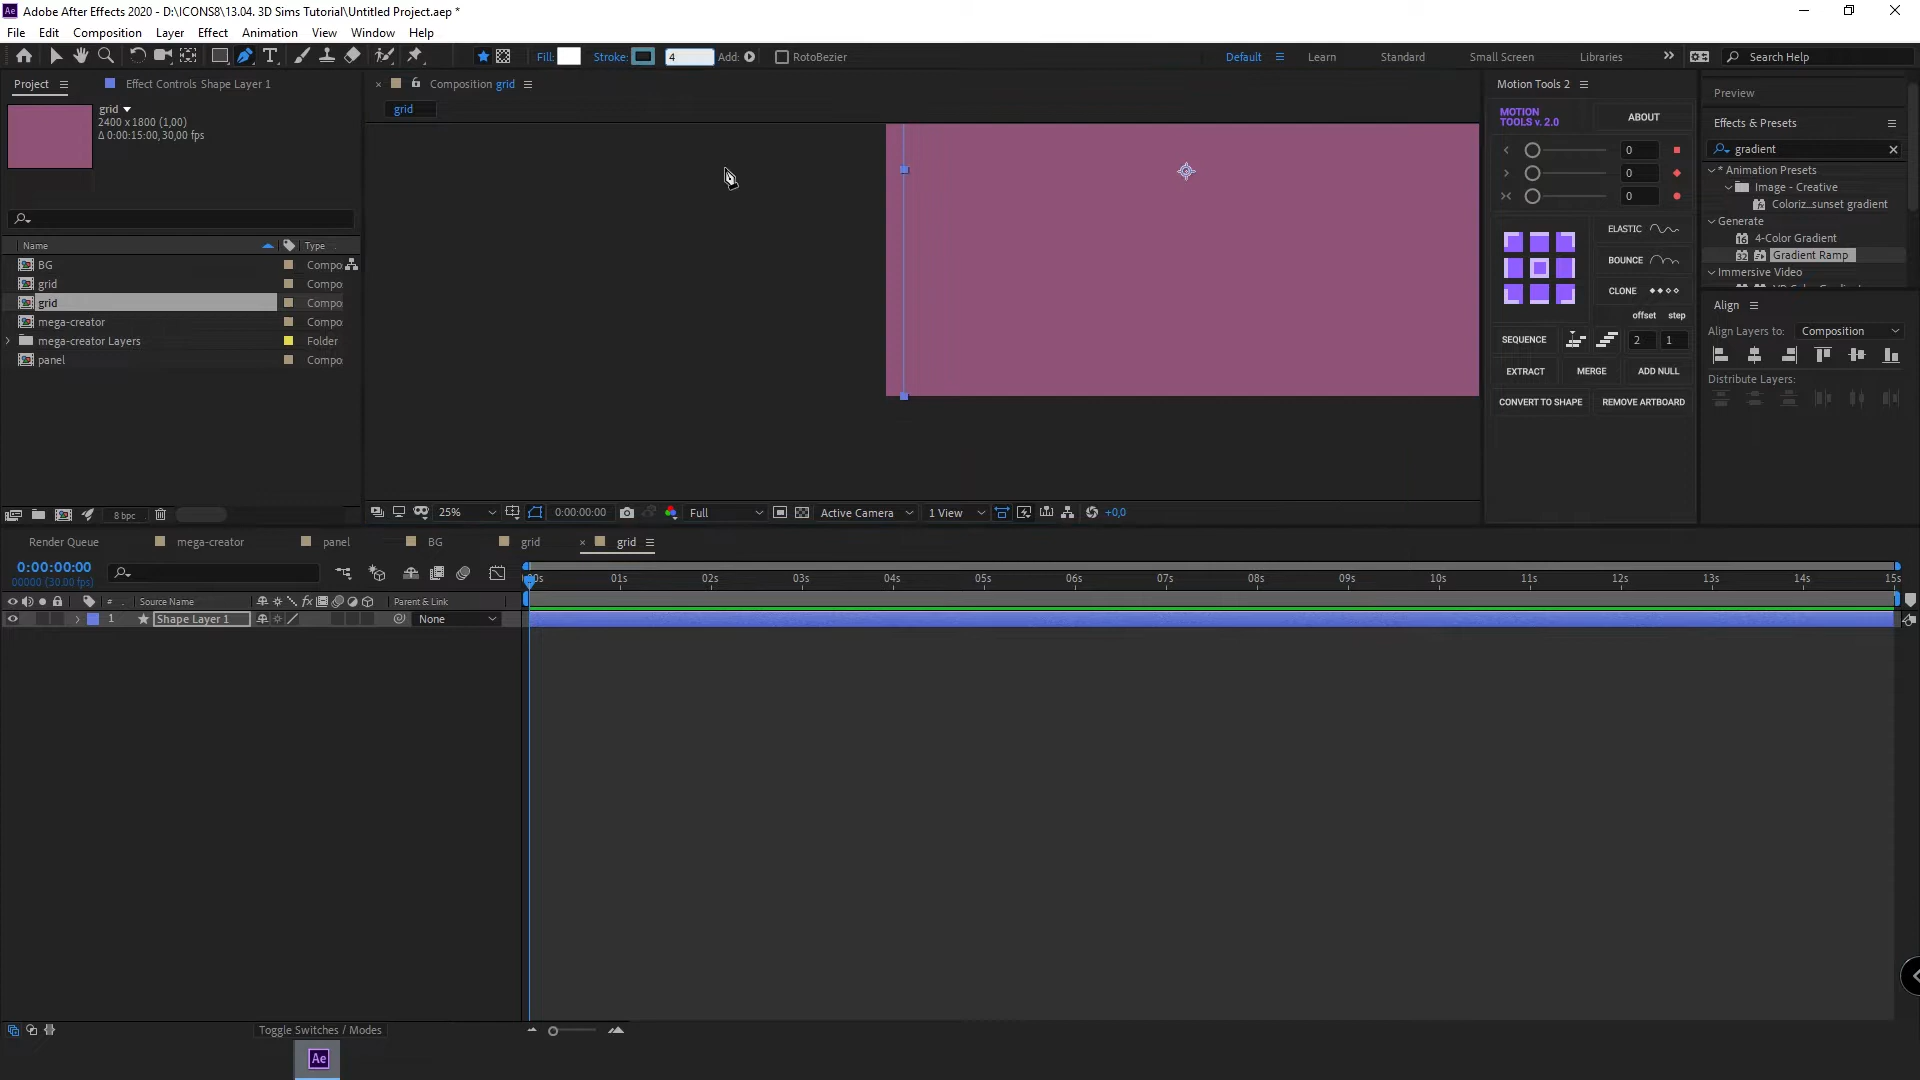 Adobe After Effects 2020 - D:\ICONS8\13.04. 3D Sims Tutorial\Untitled Project.aep *
File Edit Composition Layer Effect Animation View Window Help
Fill: Stroke: 4 Add: RotoBezier Default Learn Standard Small Screen Libraries Search Help
Project Effect Controls Shape Layer 1
grid
2400 x 1800 (1,00)
Δ 0:00:15:00, 30,00 fps
Name Type
BG Compo
grid Compo
grid Compo
mega-creator Compo
mega-creator Layers Folder
panel Compo
8 bpc
Composition grid
grid
25% 0:00:00:00 Full Active Camera 1 View +0,0
Motion Tools 2
MOTION
TOOLS v. 2.0
ABOUT
0
0
0
ELASTIC
BOUNCE
CLONE
offset step
SEQUENCE 2 1
EXTRACT MERGE ADD NULL
CONVERT TO SHAPE REMOVE ARTBOARD
Preview
Effects & Presets
gradient
* Animation Presets
Image - Creative
Coloriz_sunset gradient
Generate
4-Color Gradient
Gradient Ramp
Immersive Video
Align
Align Layers to: Composition
Distribute Layers:
Render Queue mega-creator panel BG grid grid
0:00:00:00
00000 (30.00 fps)
00s 01s 02s 03s 04s 05s 06s 07s 08s 09s 10s 11s 12s 13s 14s 15s
# Source Name fx Parent & Link
1 Shape Layer 1 None
Toggle Switches / Modes
Ae